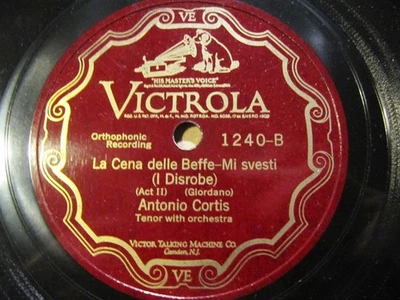 VE
"HIS MASTER'S VOICE"
VICTROLA
Orthophonic
Recording
1240-B
La Cena delle Beffe-Mi svesti
(I Disrobe)
(Act II) (Giordano)
Antonio Cortis
Tenor with orchestra
VICTOR TALKING MACHINE CO.
Camden, N.J.
VE